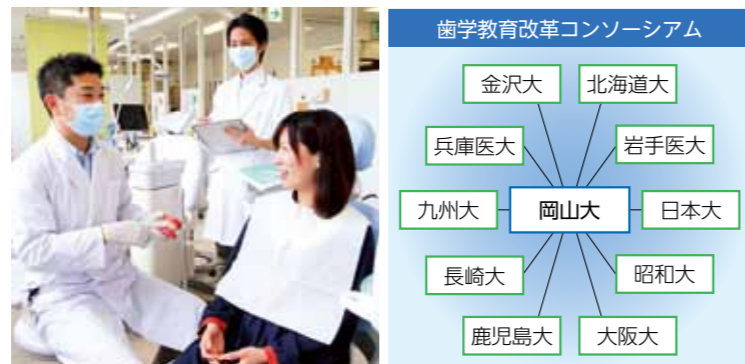 歯学教育改革コンソーシアム
金沢大
北海道大
兵庫医大
岩手医大
九州大
岡山大
日本大
長崎大
昭和大
鹿児島大
大阪大